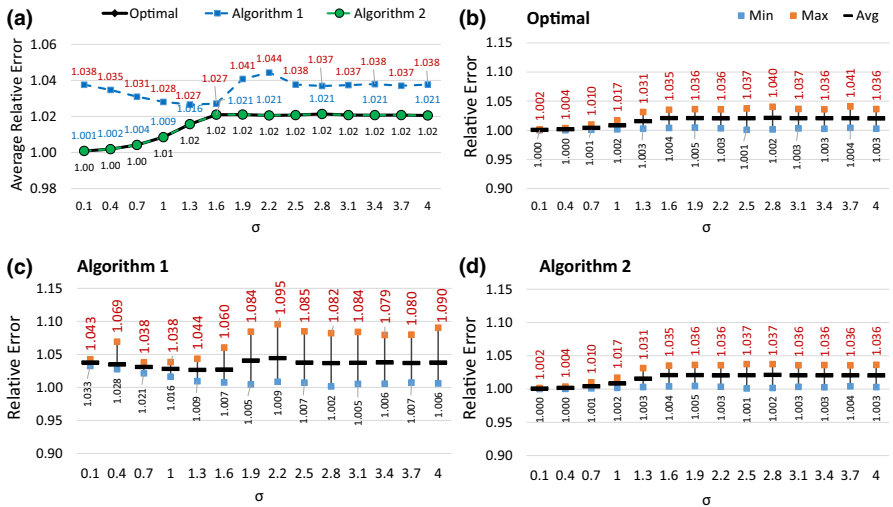 (a)
Optimal
Algorithm 1
Algorithm 2
Average Relative Error
1.06
1.04
1.02
1.00
0.98
1.038 1.035 1.031 1.028 1.027 1.027 1.041 1.044 1.038 1.037 1.037 1.038 1.037 1.038
1.001 1.002 1.004 1.009 1.016 1.021 1.021 1.021 1.021
1.00 1.00 1.00 1.01 1.02 1.02 1.02 1.02 1.02 1.02 1.02 1.02 1.02 1.02
0.1 0.4 0.7 1 1.3 1.6 1.9 2.2 2.5 2.8 3.1 3.4 3.7 4
σ
(b)
Optimal
Min
Max
Avg
Relative Error
1.15
1.10
1.05
1.00
0.95
0.90
1.002 1.004 1.010 1.017 1.031 1.035 1.036 1.036 1.037 1.040 1.037 1.036 1.041 1.036
1.000 1.000 1.001 1.002 1.003 1.004 1.005 1.003 1.001 1.002 1.003 1.003 1.004 1.003
0.1 0.4 0.7 1 1.3 1.6 1.9 2.2 2.5 2.8 3.1 3.4 3.7 4
σ
(c)
Algorithm 1
Relative Error
1.15
1.10
1.05
1.00
0.95
0.90
1.043 1.069 1.038 1.038 1.044 1.060 1.084 1.095 1.085 1.082 1.084 1.079 1.080 1.090
1.033 1.028 1.021 1.016 1.009 1.007 1.005 1.009 1.007 1.002 1.005 1.006 1.007 1.006
0.1 0.4 0.7 1 1.3 1.6 1.9 2.2 2.5 2.8 3.1 3.4 3.7 4
σ
(d)
Algorithm 2
Relative Error
1.15
1.10
1.05
1.00
0.95
0.90
1.002 1.004 1.010 1.017 1.031 1.035 1.036 1.036 1.037 1.037 1.036 1.036 1.036 1.036
1.000 1.000 1.001 1.002 1.003 1.004 1.005 1.003 1.001 1.002 1.003 1.003 1.004 1.003
0.1 0.4 0.7 1 1.3 1.6 1.9 2.2 2.5 2.8 3.1 3.4 3.7 4
σ